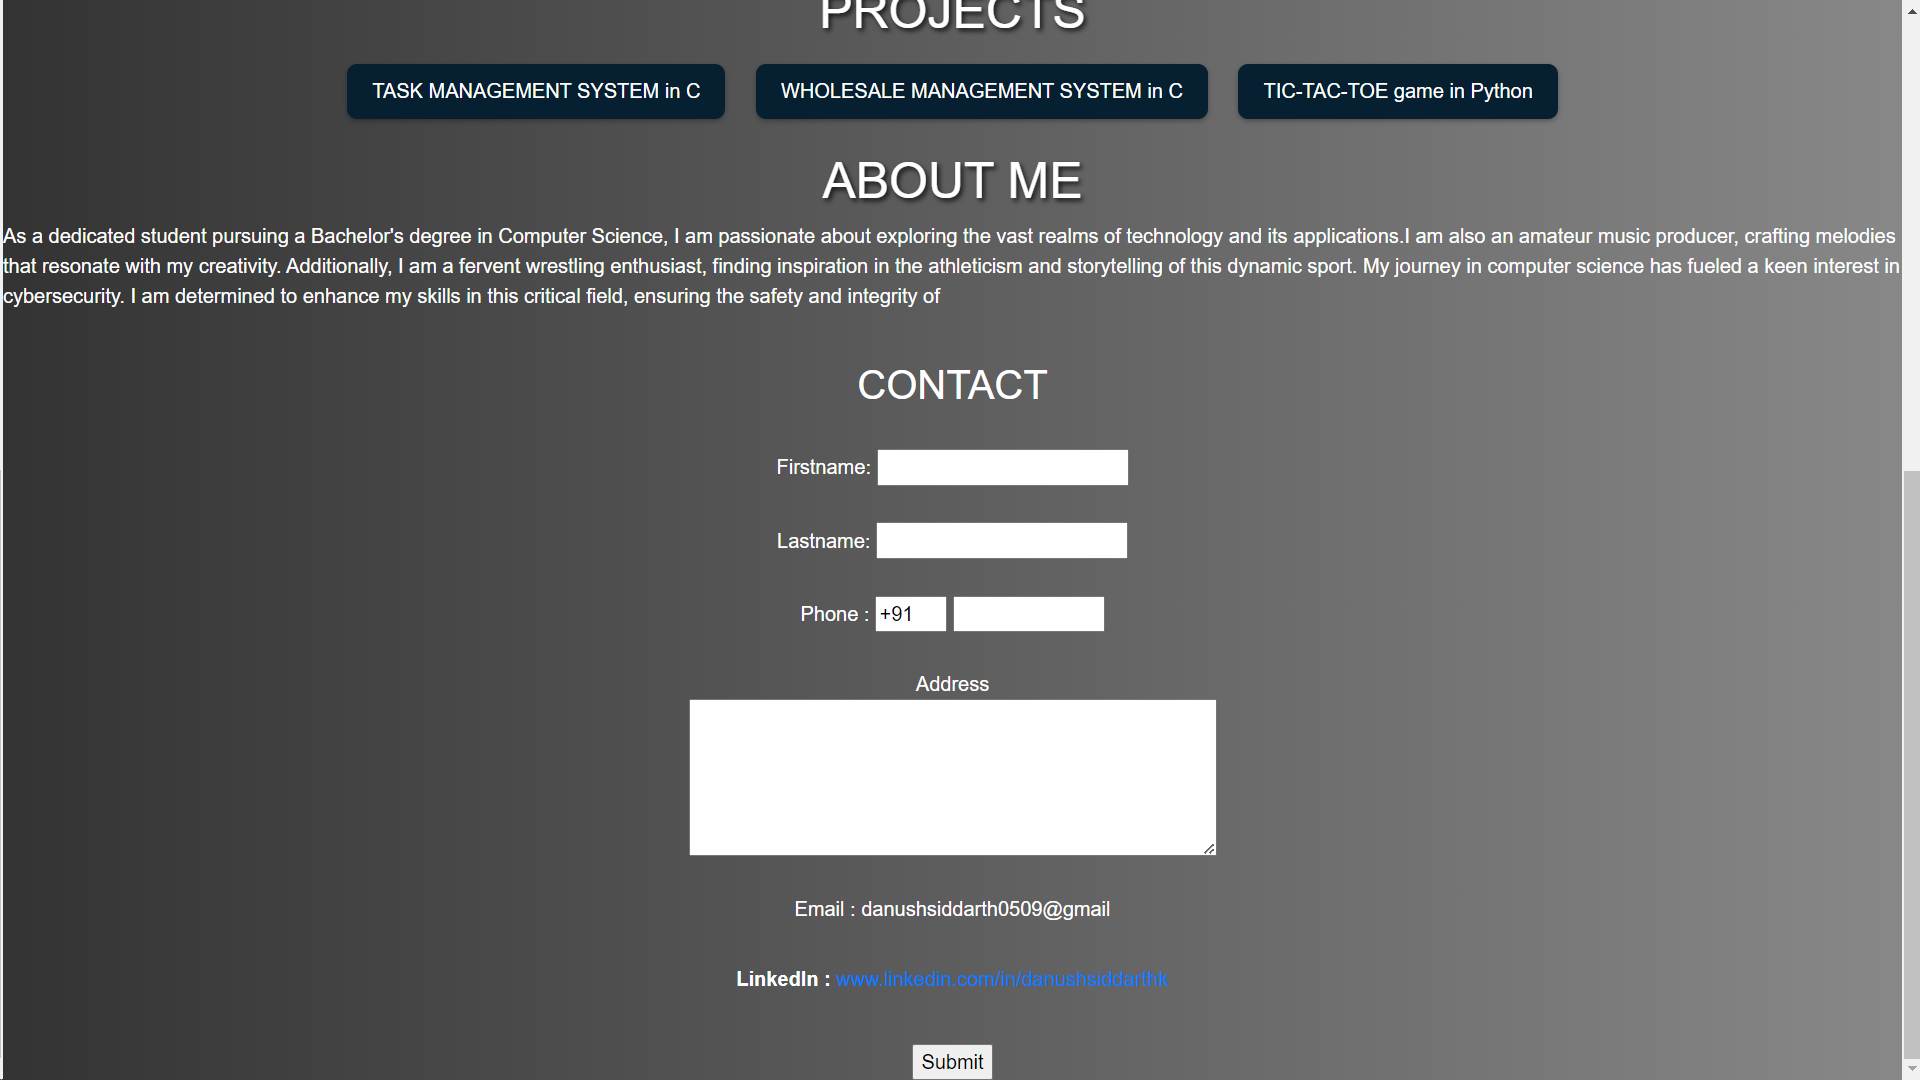 PROJECTS
TASK MANAGEMENT SYSTEM in C
WHOLESALE MANAGEMENT SYSTEM in C
TIC-TAC-TOE game in Python
ABOUT ME
As a dedicated student pursuing a Bachelor's degree in Computer Science, I am passionate about exploring the vast realms of technology and its applications.I am also an amateur music producer, crafting melodies
that resonate with my creativity. Additionally, I am a fervent wrestling enthusiast, finding inspiration in the athleticism and storytelling of this dynamic sport. My journey in computer science has fueled a keen interest in
cybersecurity. I am determined to enhance my skills in this critical field, ensuring the safety and integrity of
CONTACT
Firstname:
Lastname:
Phone : +91
Address
Email : danushsiddarth0509@gmail
LinkedIn : www.linkedin.com/in/danushsiddarthk
Submit